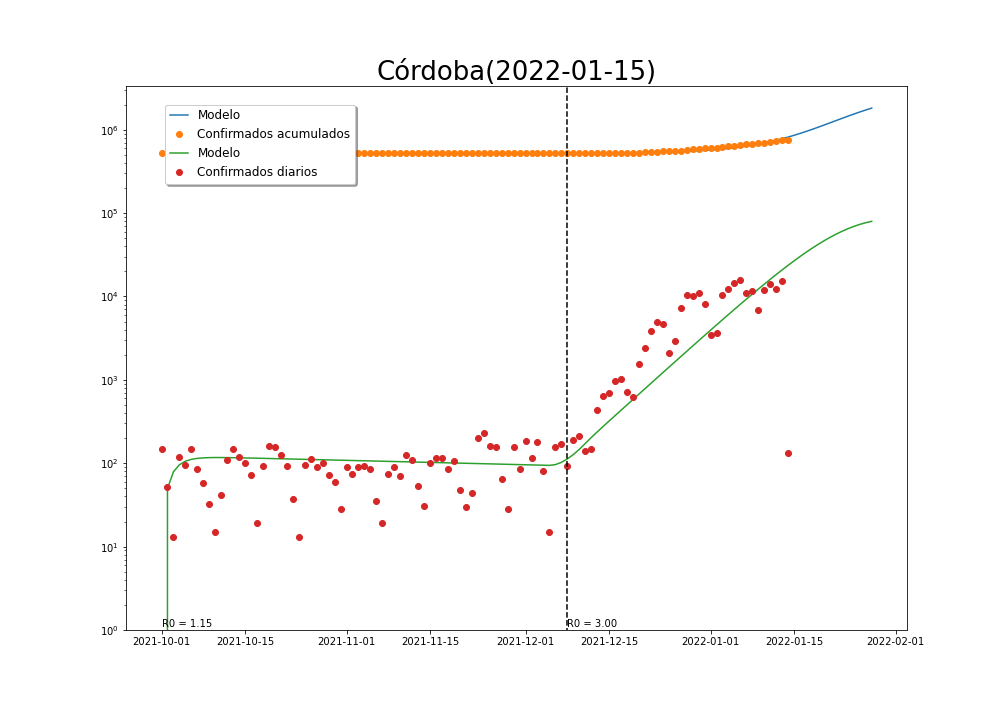 Córdoba(2022-01-15)
Modelo
Confirmados acumulados
Modelo
Confirmados diarios
10⁶
10⁵
10⁴
10³
10²
10¹
10⁰
R0 = 1.15
R0 = 3.00
2021-10-01
2021-10-15
2021-11-01
2021-11-15
2021-12-01
2021-12-15
2022-01-01
2022-01-15
2022-02-01